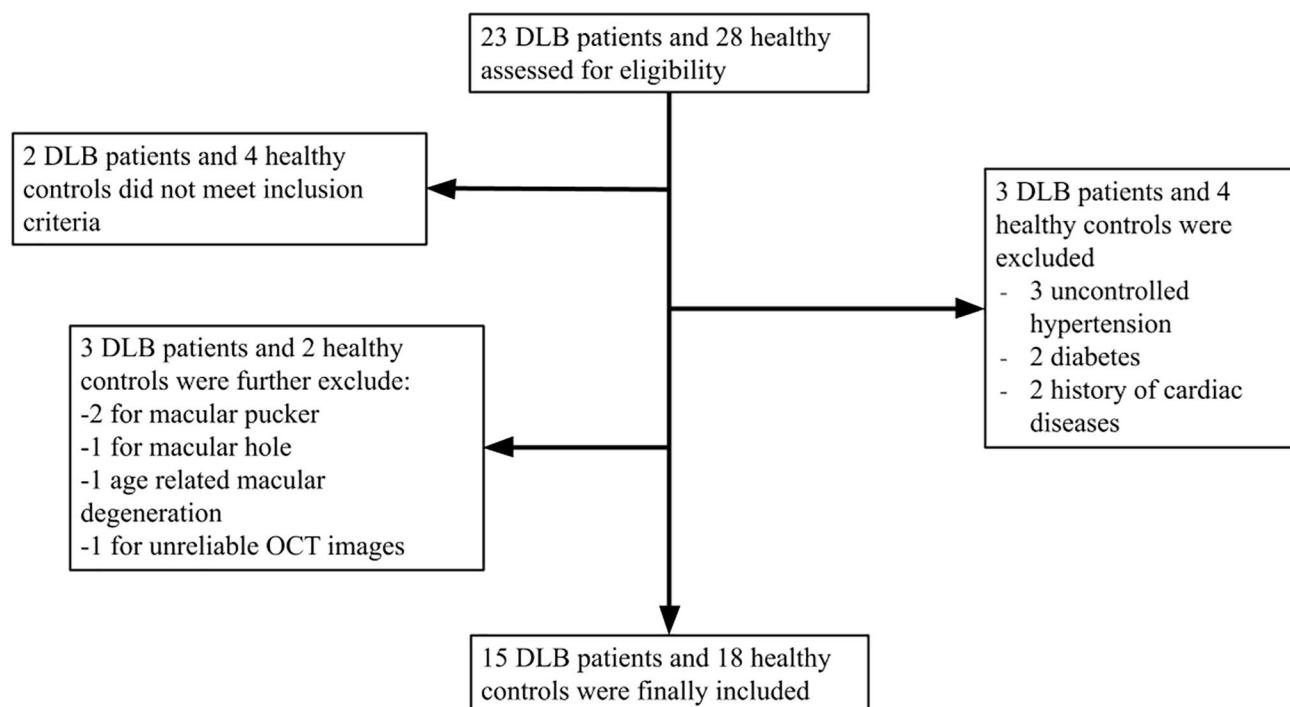 23 DLB patients and 28 healthy
assessed for eligibility
2 DLB patients and 4 healthy
controls did not meet inclusion
criteria
3 DLB patients and 4
healthy controls were
excluded
- 3 uncontrolled
hypertension
- 2 diabetes
- 2 history of cardiac
diseases
3 DLB patients and 2 healthy
controls were further exclude:
-2 for macular pucker
-1 for macular hole
-1 age related macular
degeneration
-1 for unreliable OCT images
15 DLB patients and 18 healthy
controls were finally included